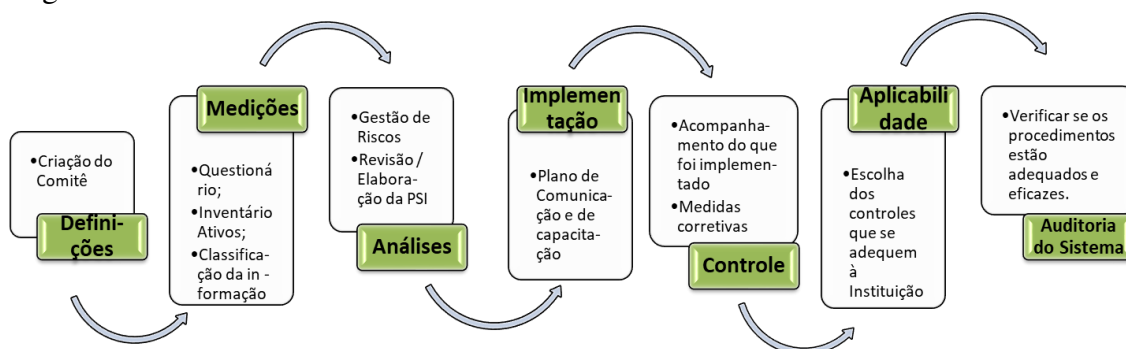 •Criação do
Comitê
Defini-
ções
Medições
•Questioná
rio;
•Inventário
Ativos;
•Classifica-
ção da in -
formação
•Gestão de
Riscos
•Revisão /
Elabora-
ção da PSI
Análises
Implemen
tação
•Plano de
Comunica-
ção e de
capacita-
ção
•Acompanha-
mento do que
foi implemen-
tado
•Medidas
corretivas
Controle
Aplicabili
dade
•Escolha
dos
controles
que se
adequem
à
Instituição
•Verificar se os
procedimentos
estão
adequados e
eficazes.
Auditoria
do Sistema